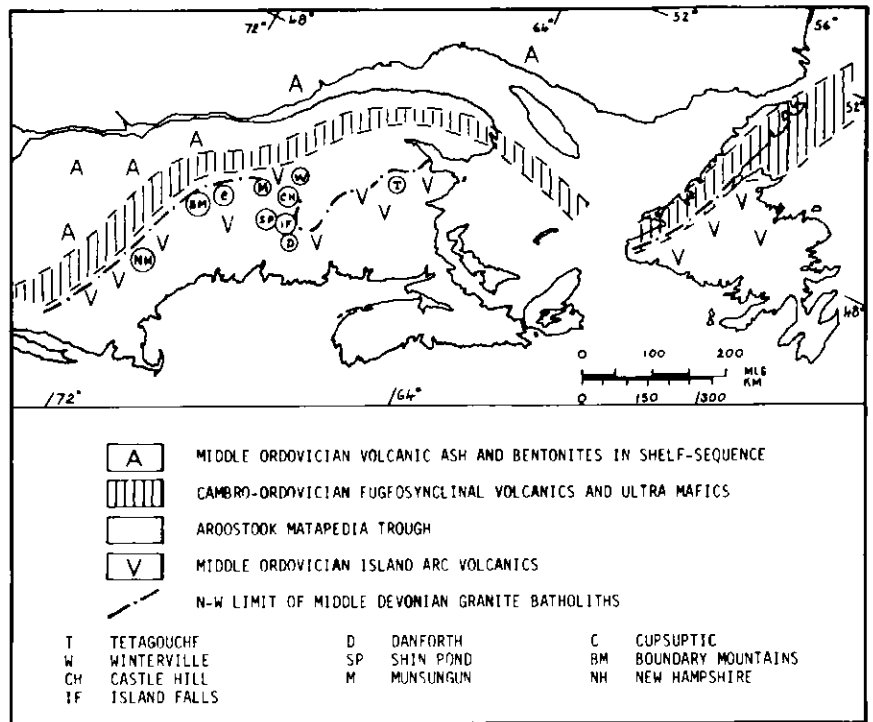 72° 48° 64° 52° 56°
A A
52°
A A A
A
W
M
T
C
BM CH
V V V V V V
SP IF
D
NH
V V V V V V
48°
0 100 200
MLS
KM
0 150 300
72° 64°
A MIDDLE ORDOVICIAN VOLCANIC ASH AND BENTONITES IN SHELF-SEQUENCE
CAMBRO-ORDOVICIAN EUGEOSYNCLINAL VOLCANICS AND ULTRA MAFICS
AROOSTOOK MATAPEDIA TROUGH
V MIDDLE ORDOVICIAN ISLAND ARC VOLCANICS
N-W LIMIT OF MIDDLE DEVONIAN GRANITE BATHOLITHS
T TETAGOUCHE D DANFORTH C CUPSUPTIC
W WINTERVILLE SP SHIN POND BM BOUNDARY MOUNTAINS
CH CASTLE HILL M MUNSUNGUN NH NEW HAMPSHIRE
IF ISLAND FALLS